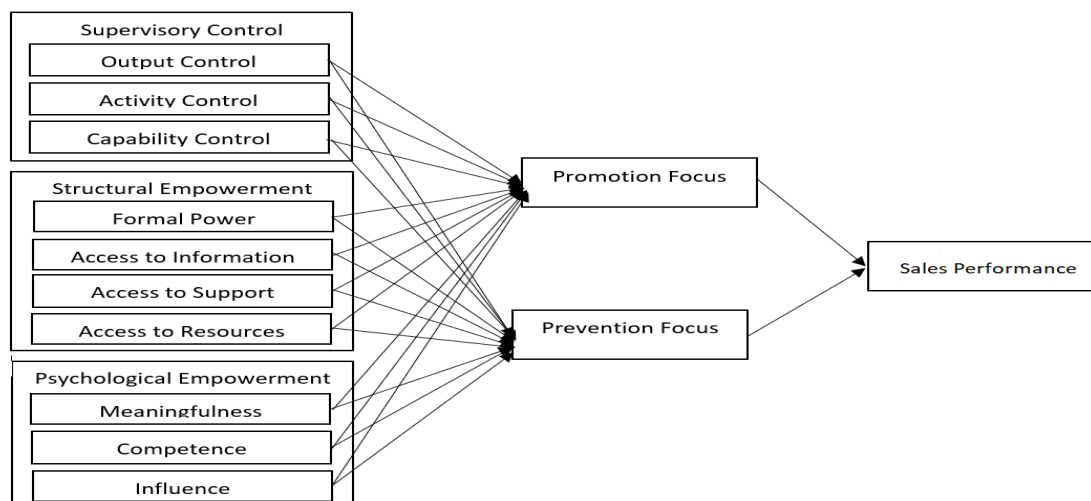 Supervisory Control
Output Control
Activity Control
Capability Control
Structural Empowerment
Formal Power
Access to Information
Access to Support
Access to Resources
Psychological Empowerment
Meaningfulness
Competence
Influence
Promotion Focus
Prevention Focus
Sales Performance